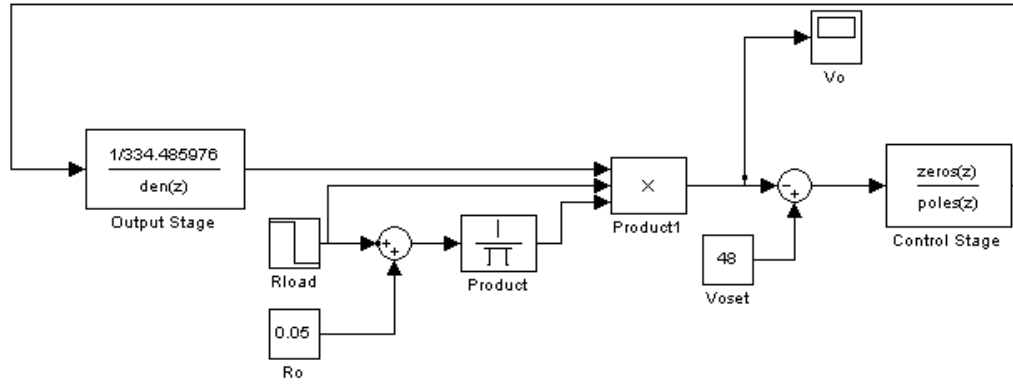 Vo
1/334.485976
den(z)
Output Stage
×
Product1
-
+
zeros(z)
poles(z)
Control Stage
Rload
+
+
1
∏
Product
48
Voset
0.05
Ro